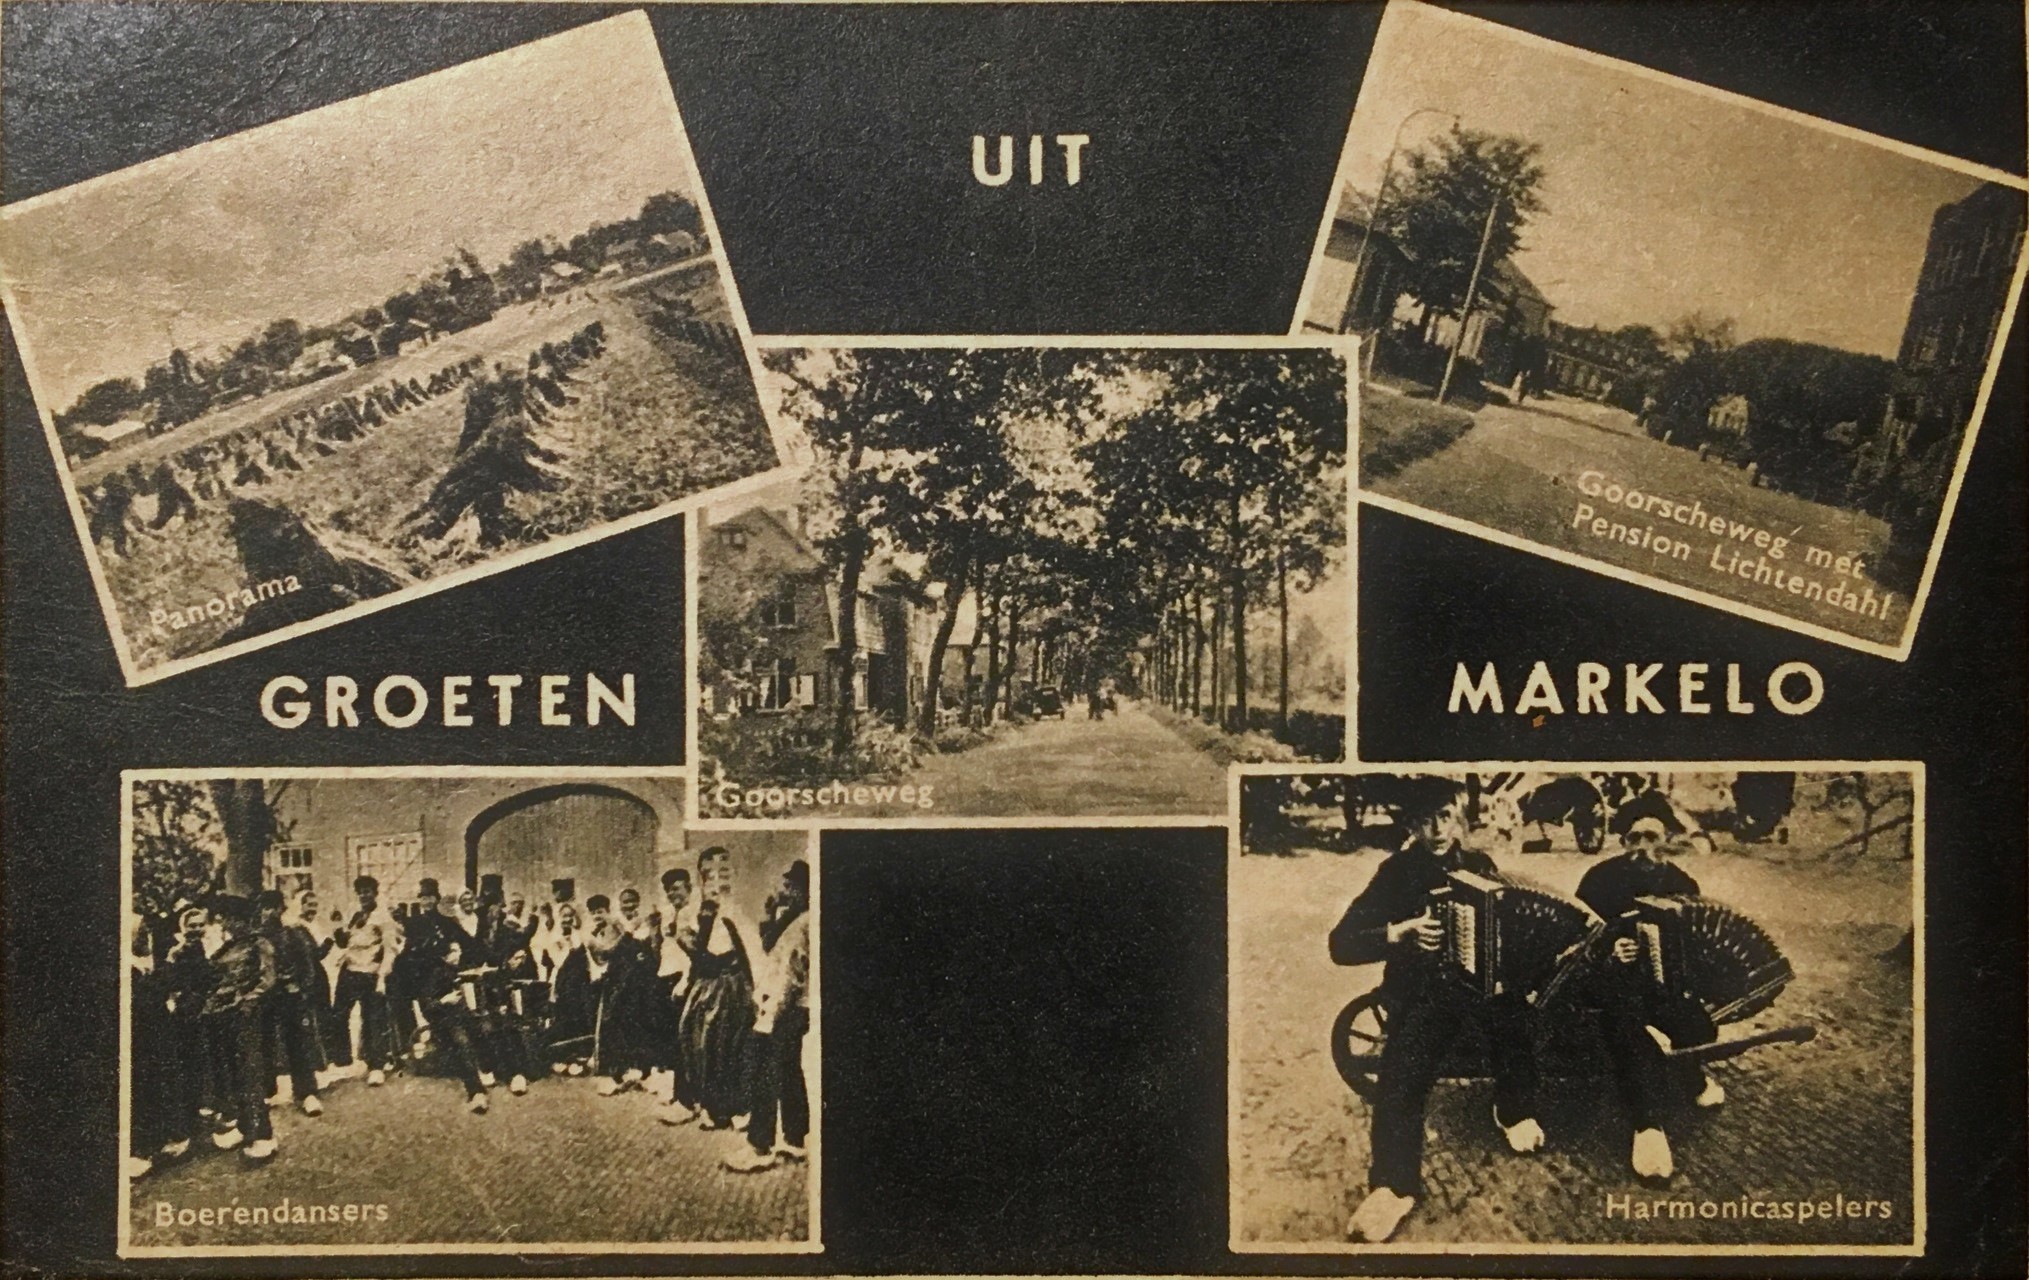 UIT
Panorama
Goorscheweg met
Pension Lichtendahl
GROETEN
MARKELO
Goorscheweg
Boerendansers
Harmonicaspelers